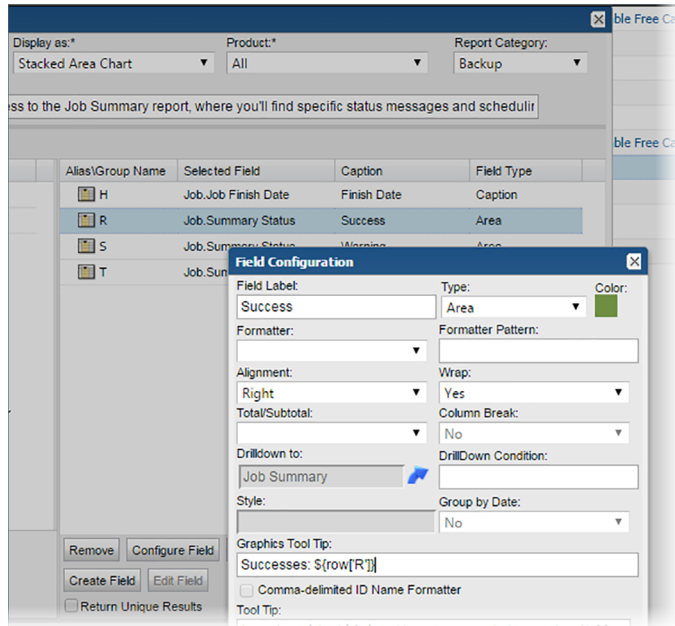 ble Free Ca
Display as:* Product:* Report Category:
Stacked Area Chart All Backup
ess to the Job Summary report, where you'll find specific status messages and schedulin
ble Free Ca
Alias\Group Name Selected Field Caption Field Type
H Job.Job Finish Date Finish Date Caption
R Job.Summary Status Success Area
S Job.Summary Status Warning Area
T Job.Sum
Field Configuration
Field Label: Type: Color:
Success Area
Formatter: Formatter Pattern:
Alignment: Wrap:
Right Yes
Total/Subtotal: Column Break:
No
Drilldown to: DrillDown Condition:
Job Summary
Style: Group by Date:
No
Graphics Tool Tip:
Successes: ${row['R']}
Comma-delimited ID Name Formatter
Tool Tip:
Remove Configure Field
Create Field Edit Field
Return Unique Results